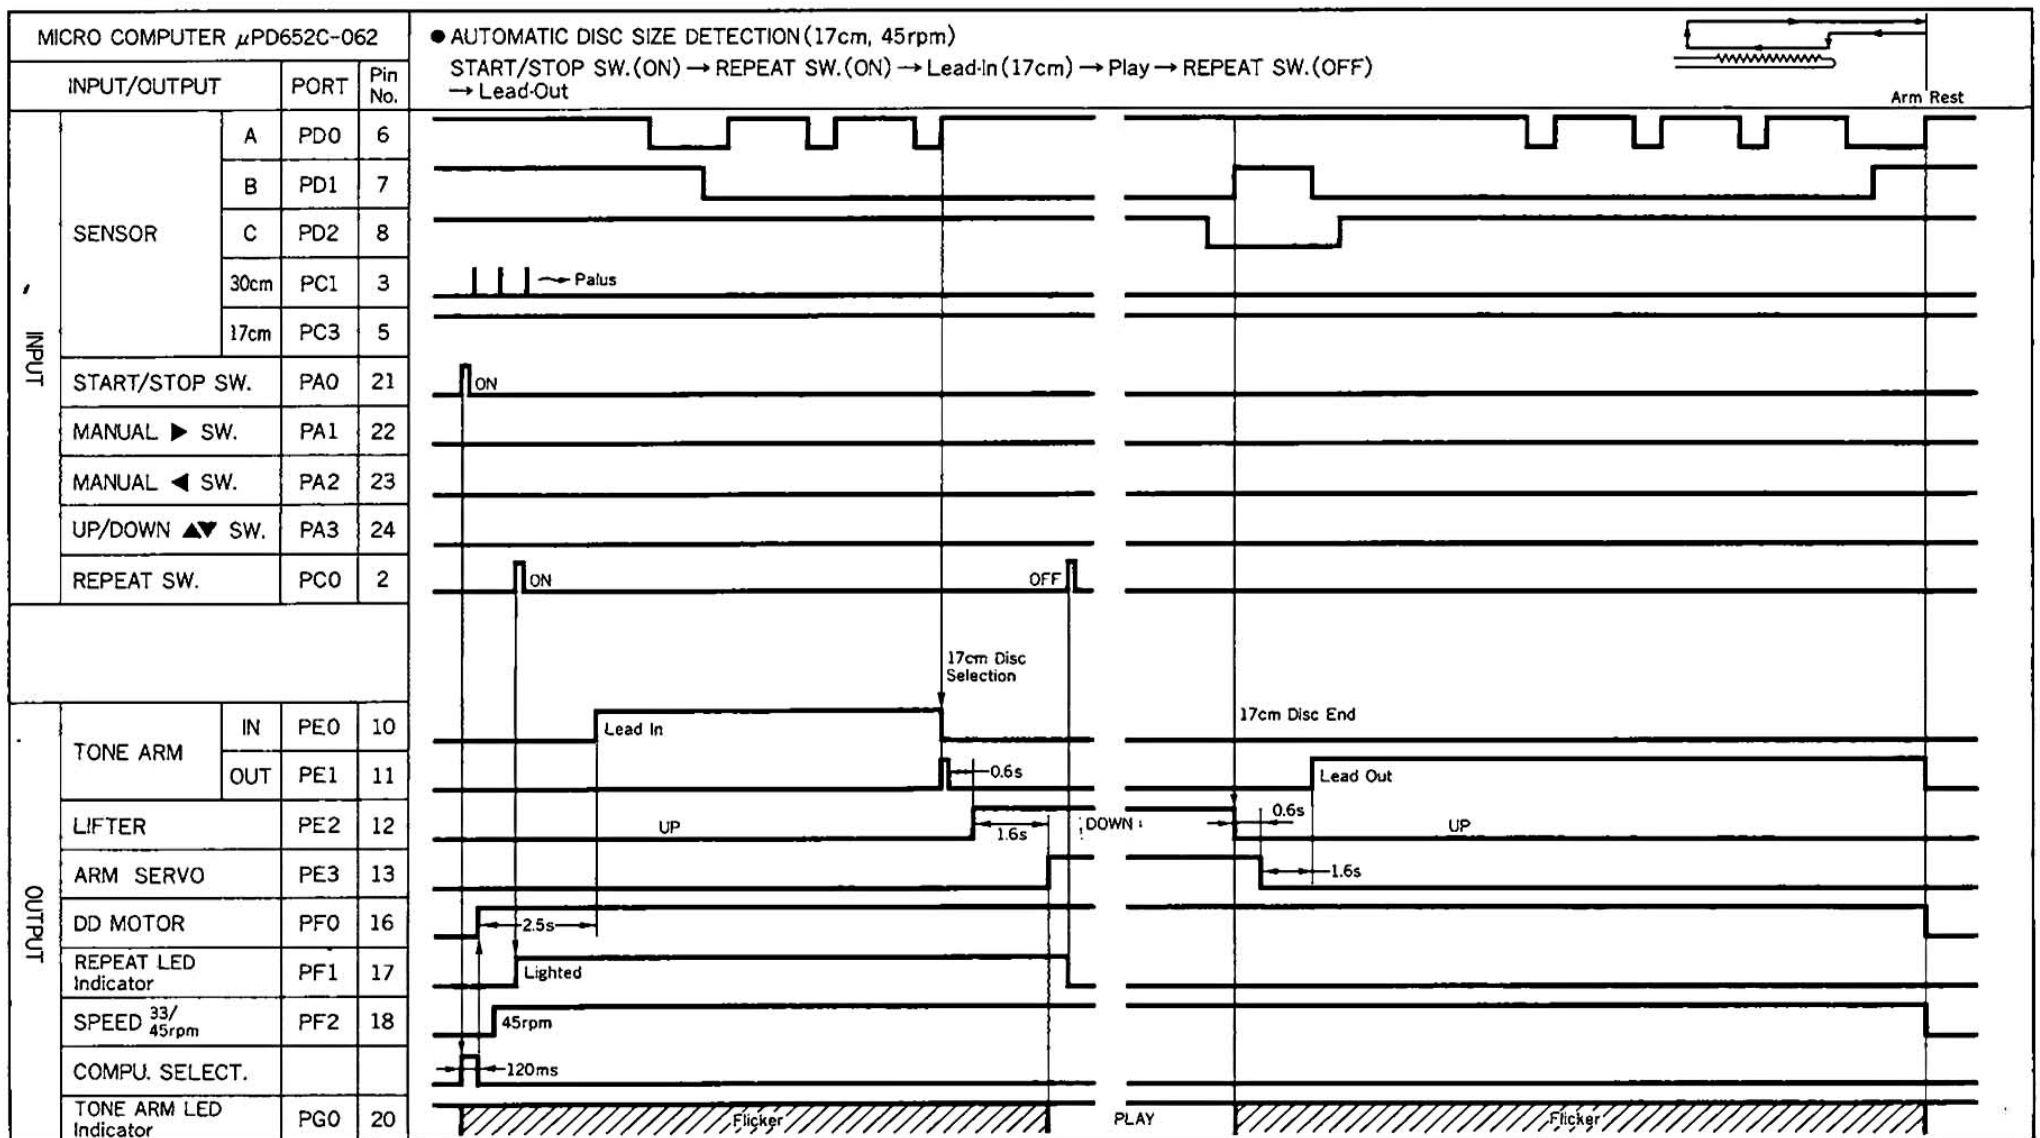 MICRO COMPUTER μPD652C-062
● AUTOMATIC DISC SIZE DETECTION (17cm, 45rpm)
START/STOP SW.(ON) → REPEAT SW.(ON) → Lead-In (17cm) → Play → REPEAT SW.(OFF)
→ Lead-Out
Arm Rest
INPUT/OUTPUT PORT Pin No.
INPUT
SENSOR
A PD0 6
B PD1 7
C PD2 8
30cm PC1 3
Palus
17cm PC3 5
START/STOP SW. PA0 21
ON
MANUAL ▶ SW. PA1 22
MANUAL ◀ SW. PA2 23
UP/DOWN ▲▼ SW. PA3 24
REPEAT SW. PC0 2
ON OFF
17cm Disc
Selection
OUTPUT
TONE ARM
IN PE0 10
Lead In
17cm Disc End
OUT PE1 11
0.6s
Lead Out
LIFTER PE2 12
UP
1.6s
DOWN
0.6s
UP
ARM SERVO PE3 13
1.6s
DD MOTOR PF0 16
2.5s
REPEAT LED
Indicator PF1 17
Lighted
SPEED 33/
45rpm PF2 18
45rpm
COMPU. SELECT.
120ms
TONE ARM LED
Indicator PG0 20
Flicker PLAY Flicker